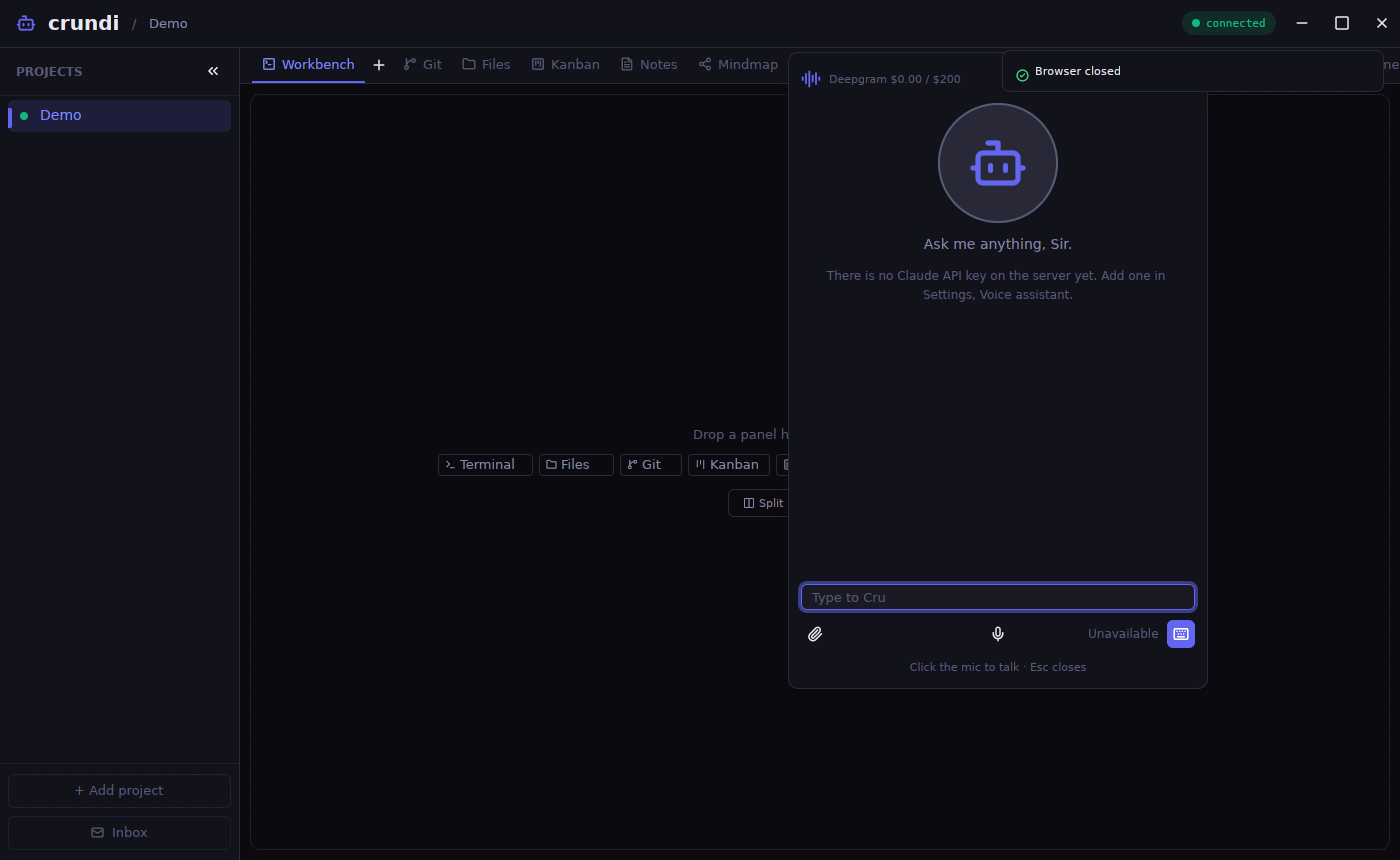 crundi / Demo
connected
PROJECTS
Workbench
Git
Files
Kanban
Notes
Mindmap
Deepgram $0.00 / $200
Browser closed
Demo
Ask me anything, Sir.
There is no Claude API key on the server yet. Add one in
Settings, Voice assistant.
Drop a panel h
Terminal
Files
Git
Kanban
Split
Type to Cru
Unavailable
Click the mic to talk · Esc closes
+ Add project
Inbox